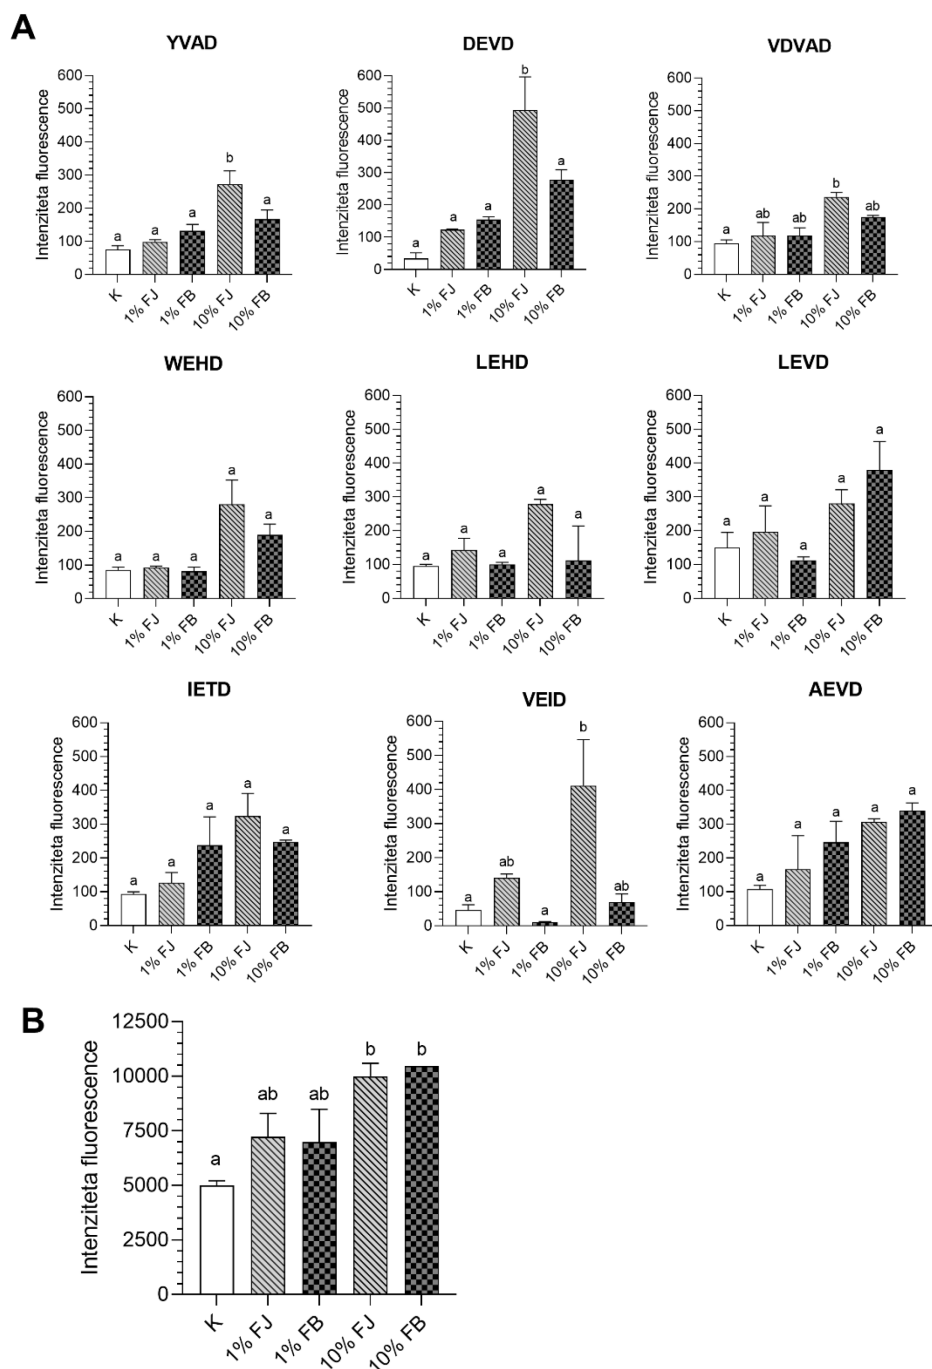 A
YVAD
DEVD
VDVAD
Intenziteta fluorescence
600
500
400
300
200
100
0
a
a
a
b
a
K
1% FJ
1% FB
10% FJ
10% FB
Intenziteta fluorescence
600
500
400
300
200
100
0
a
a
a
b
a
K
1% FJ
1% FB
10% FJ
10% FB
Intenziteta fluorescence
600
500
400
300
200
100
0
a
ab
ab
b
ab
K
1% FJ
1% FB
10% FJ
10% FB
WEHD
LEHD
LEVD
Intenziteta fluorescence
600
500
400
300
200
100
0
a
a
a
a
a
K
1% FJ
1% FB
10% FJ
10% FB
Intenziteta fluorescence
600
500
400
300
200
100
0
a
a
a
a
a
K
1% FJ
1% FB
10% FJ
10% FB
Intenziteta fluorescence
600
500
400
300
200
100
0
a
a
a
a
a
K
1% FJ
1% FB
10% FJ
10% FB
IETD
VEID
AEVD
Intenziteta fluorescence
600
500
400
300
200
100
0
a
a
a
a
a
K
1% FJ
1% FB
10% FJ
10% FB
Intenziteta fluorescence
600
500
400
300
200
100
0
a
ab
a
b
ab
K
1% FJ
1% FB
10% FJ
10% FB
Intenziteta fluorescence
600
500
400
300
200
100
0
a
a
a
a
a
K
1% FJ
1% FB
10% FJ
10% FB
B
Intenziteta fluorescence
12500
10000
7500
5000
2500
0
a
ab
ab
b
b
K
1% FJ
1% FB
10% FJ
10% FB